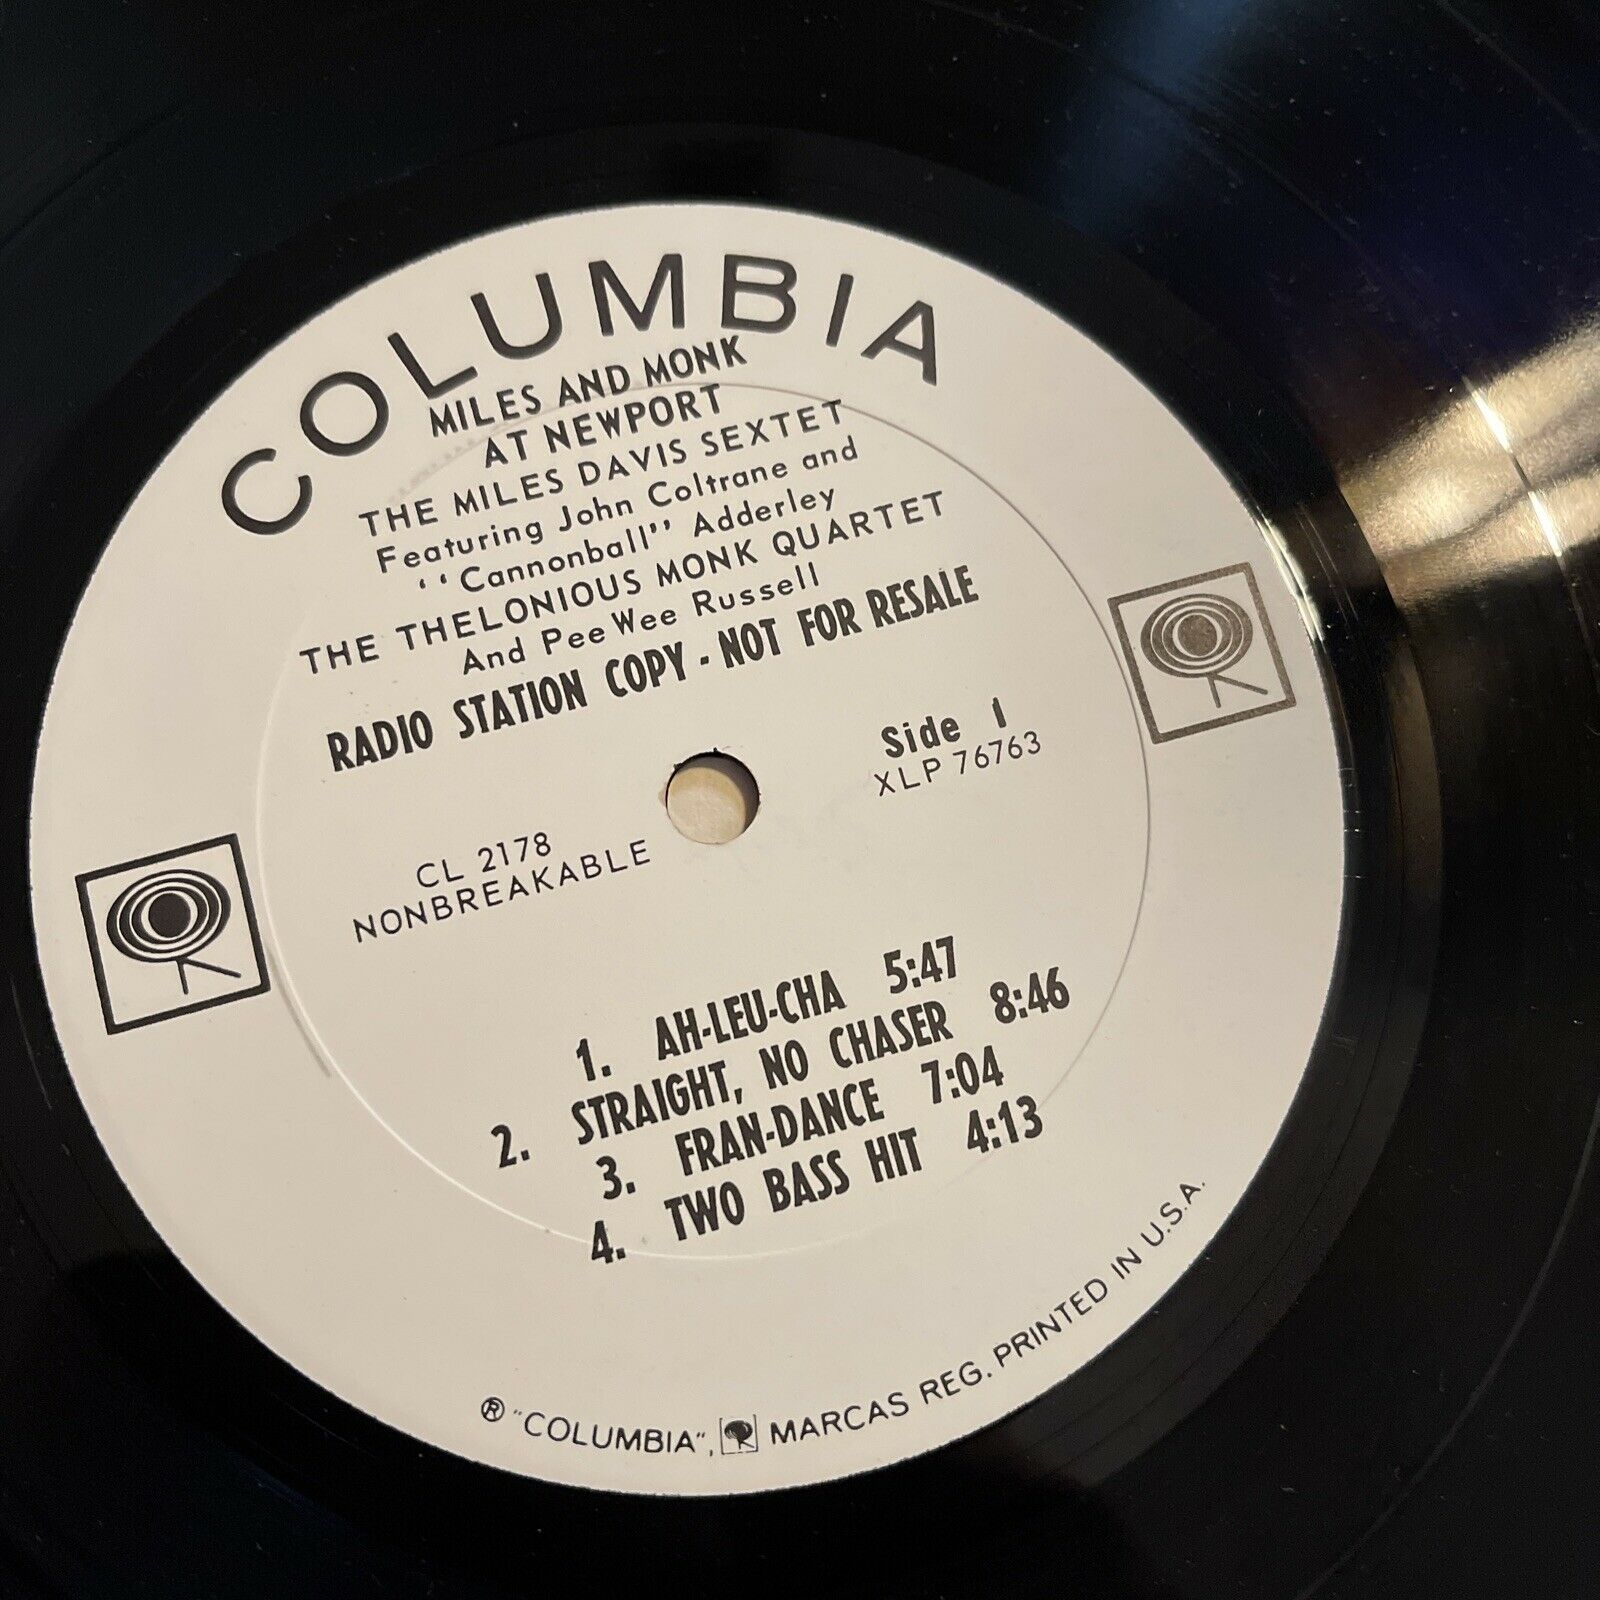 COLUMBIA
MILES AND MONK
AT NEWPORT
THE MILES DAVIS SEXTET
Featuring John Coltrane and
"Cannonball" Adderley
THE THELONIOUS MONK QUARTET
And Pee Wee Russell
RADIO STATION COPY - NOT FOR RESALE
Side 1
XLP 76763
CL 2178
NONBREAKABLE
1. AH-LEU-CHA 5:47
2. STRAIGHT, NO CHASER 8:46
3. FRAN-DANCE 7:04
4. TWO BASS HIT 4:13
® "COLUMBIA", MARCAS REG. PRINTED IN U.S.A.